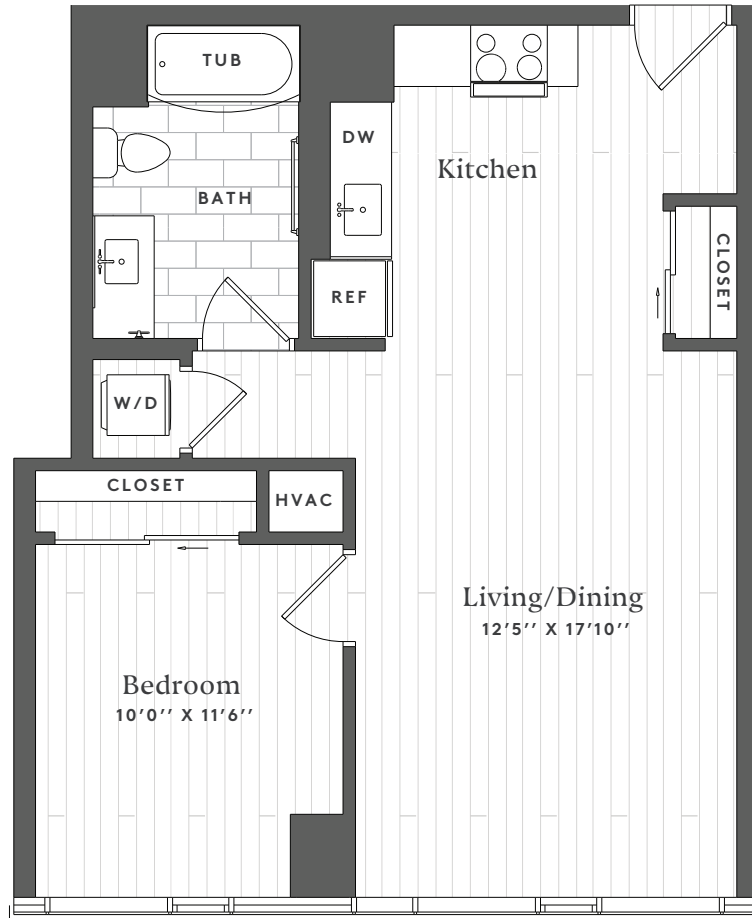 TUB
DW
Kitchen
BATH
CLOSET
REF
W/D
CLOSET
HVAC
Living/Dining
12'5'' X 17'10''
Bedroom
10'0'' X 11'6''